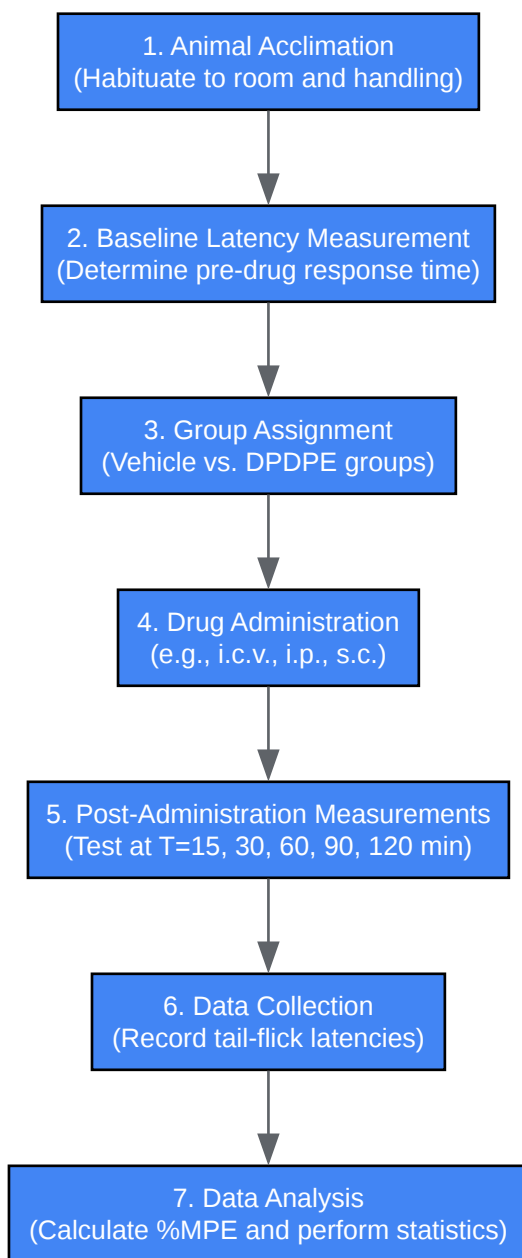 1. Animal Acclimation
(Habituate to room and handling)
2. Baseline Latency Measurement
(Determine pre-drug response time)
3. Group Assignment
(Vehicle vs. DPDPE groups)
4. Drug Administration
(e.g., i.c.v., i.p., s.c.)
5. Post-Administration Measurements
(Test at T=15, 30, 60, 90, 120 min)
6. Data Collection
(Record tail-flick latencies)
7. Data Analysis
(Calculate %MPE and perform statistics)